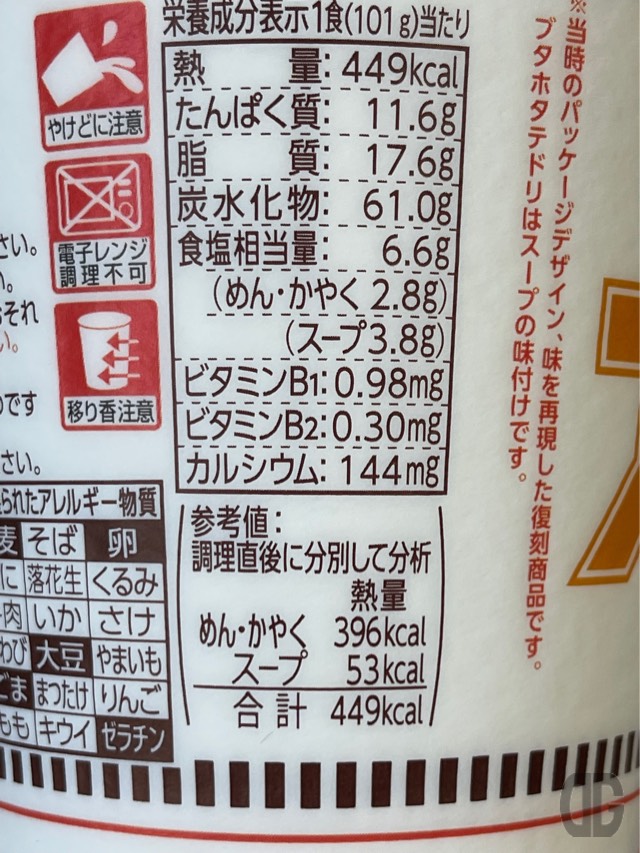 栄養成分表示1食(101g)当たり
熱量: 449kcal
たんぱく質: 11.6g
脂質: 17.6g
炭水化物: 61.0g
食塩相当量: 6.6g
(めん・かやく 2.8g)
(スープ3.8g)
ビタミンB1:0.98mg
ビタミンB2:0.30mg
カルシウム: 144mg
参考値:
調理直後に分別して分析
熱量
めん・かやく 396kcal
スープ 53kcal
合計 449kcal
※当時のパッケージデザイン、味を再現した復刻商品です。
ブタホタテドリはスープの味付けです。
やけどに注意
電子レンジ
調理不可
移り香注意
さい。
い。
それ
い。
です
さい。
られたアレルギー物質
麦 そば 卵
に 落花生 くるみ
肉 いか さけ
わび 大豆 やまいも
ごま まつたけ りんご
もも キウイ ゼラチン
DG